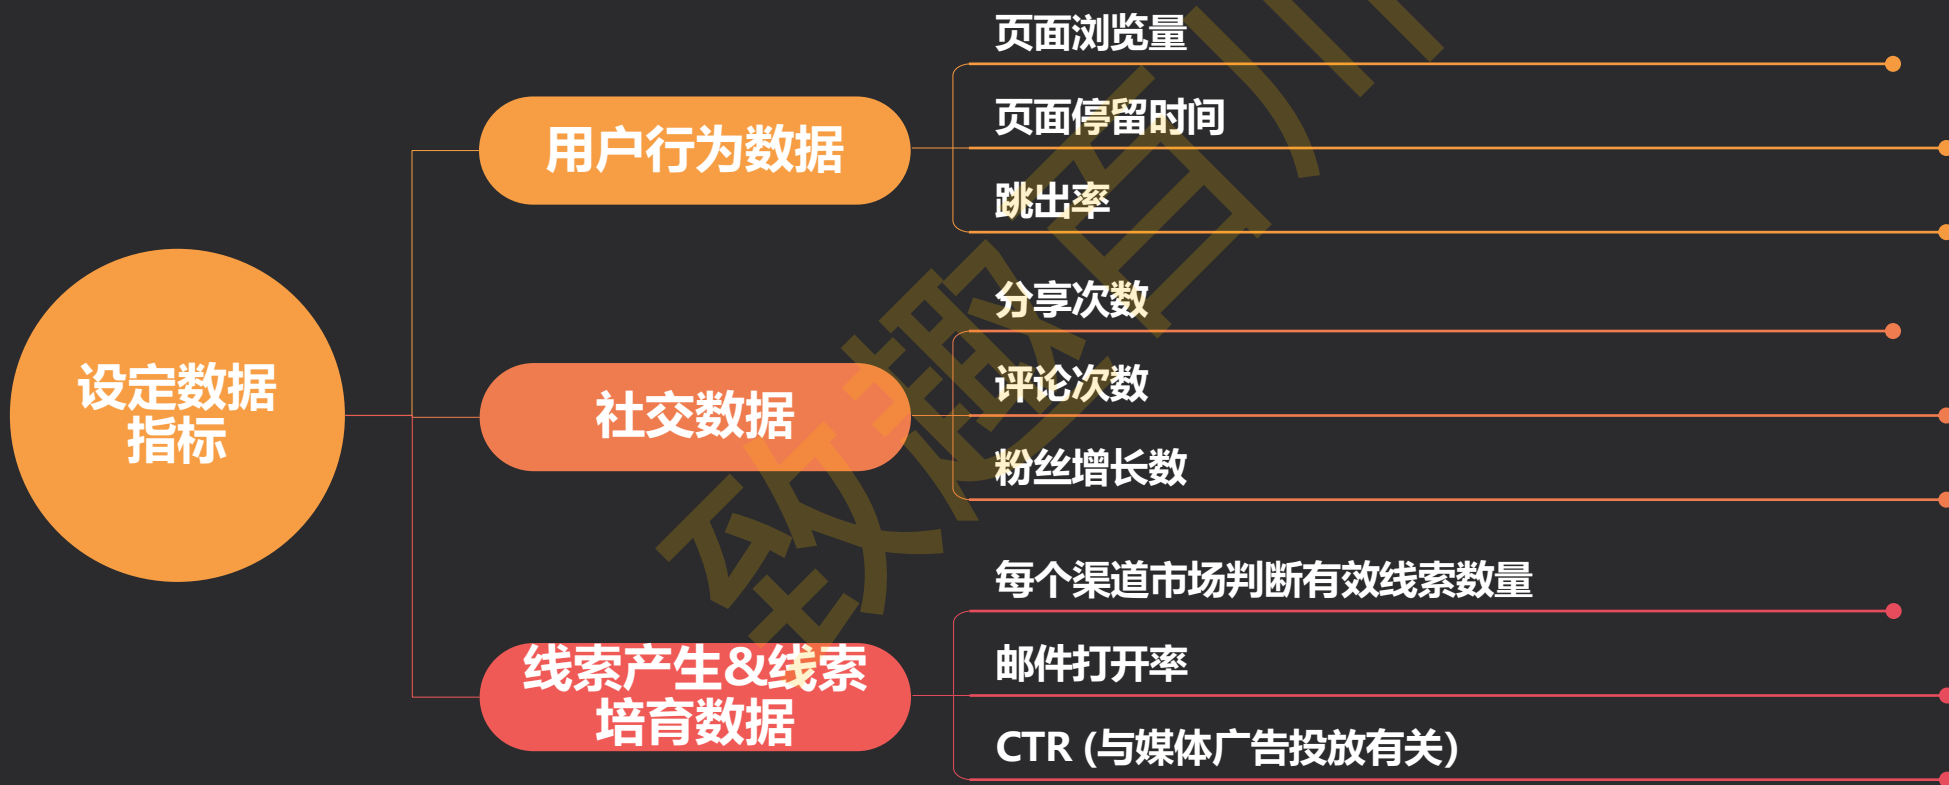 设定数据
指标
用户行为数据
页面浏览量
页面停留时间
跳出率
社交数据
分享次数
评论次数
粉丝增长数
线索产生&线索
培育数据
每个渠道市场判断有效线索数量
邮件打开率
CTR (与媒体广告投放有关)
致趣百川